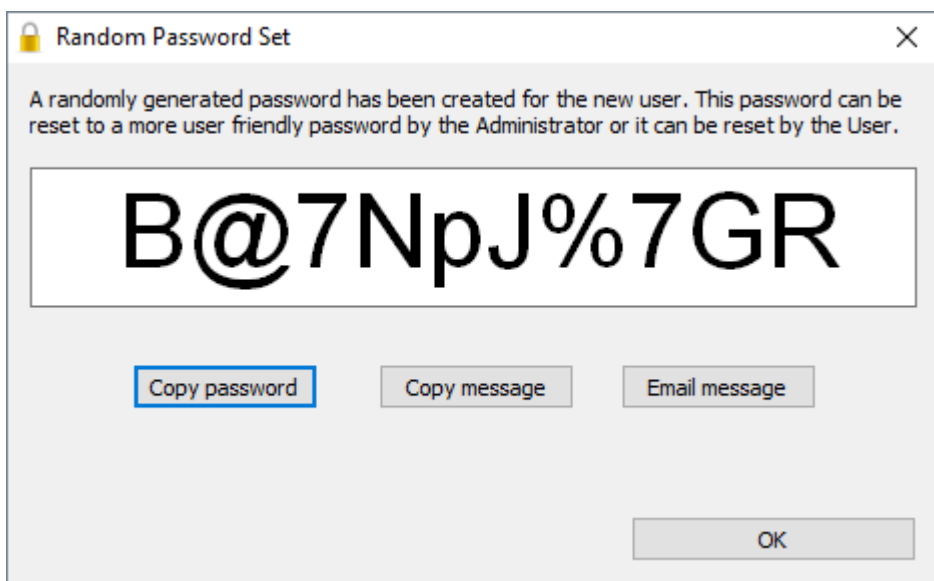 Random Password Set
A randomly generated password has been created for the new user. This password can be
reset to a more user friendly password by the Administrator or it can be reset by the User.
B@7NpJ%7GR
Copy password Copy message Email message
OK